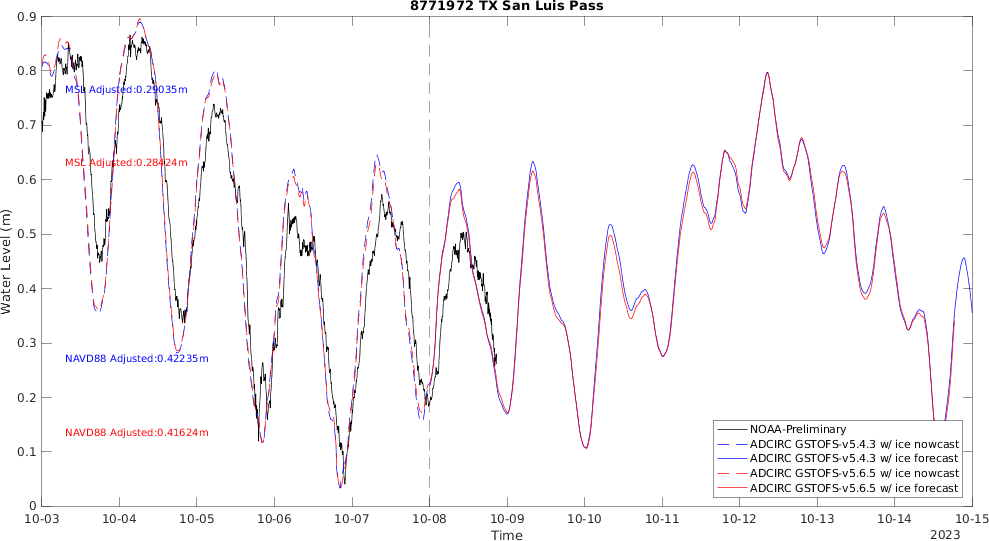 8771972 TX San Luis Pass
Water Level (m)
0.9
0.8
0.7
0.6
0.5
0.4
0.3
0.2
0.1
0
MSL Adjusted:0.29035m
MSL Adjusted:0.28424m
NAVD88 Adjusted:0.42235m
NAVD88 Adjusted:0.41624m
NOAA-Preliminary
ADCIRC GSTOFS-v5.4.3 w/ ice nowcast
ADCIRC GSTOFS-v5.4.3 w/ ice forecast
ADCIRC GSTOFS-v5.6.5 w/ ice nowcast
ADCIRC GSTOFS-v5.6.5 w/ ice forecast
10-03 10-04 10-05 10-06 10-07 10-08 10-09 10-10 10-11 10-12 10-13 10-14 10-15
Time
2023